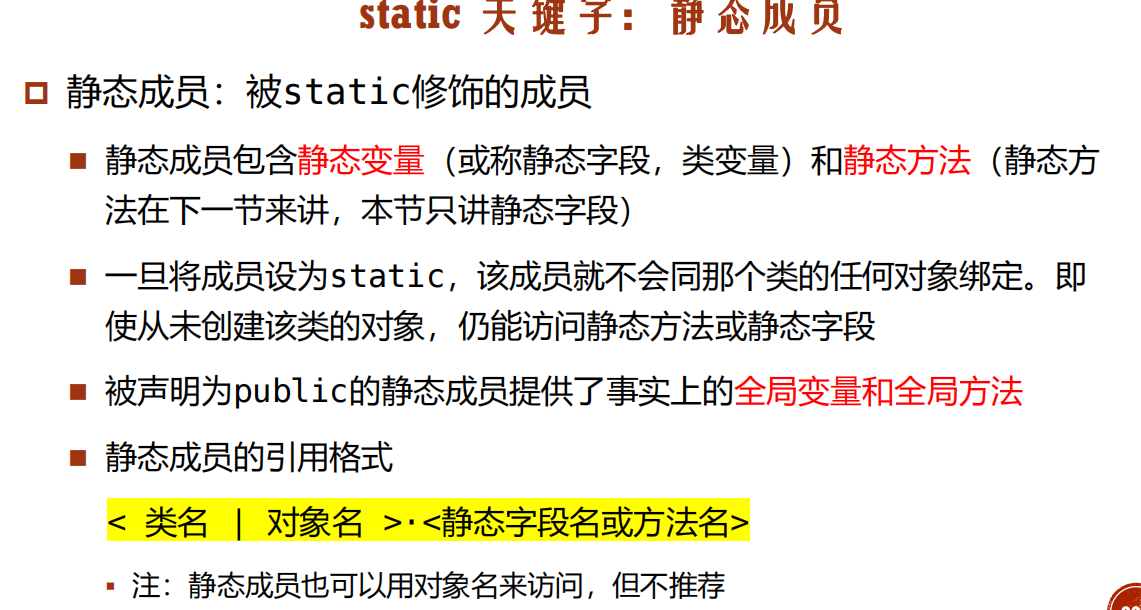 static 关键字：静态成员
静态成员：被static修饰的成员
静态成员包含静态变量（或称静态字段，类变量）和静态方法（静态方
法在下一节来讲，本节只讲静态字段）
一旦将成员设为static，该成员就不会同那个类的任何对象绑定。即
使从未创建该类的对象，仍能访问静态方法或静态字段
被声明为public的静态成员提供了事实上的全局变量和全局方法
静态成员的引用格式
< 类名 | 对象名 >·<静态字段名或方法名>
注：静态成员也可以用对象名来访问，但不推荐